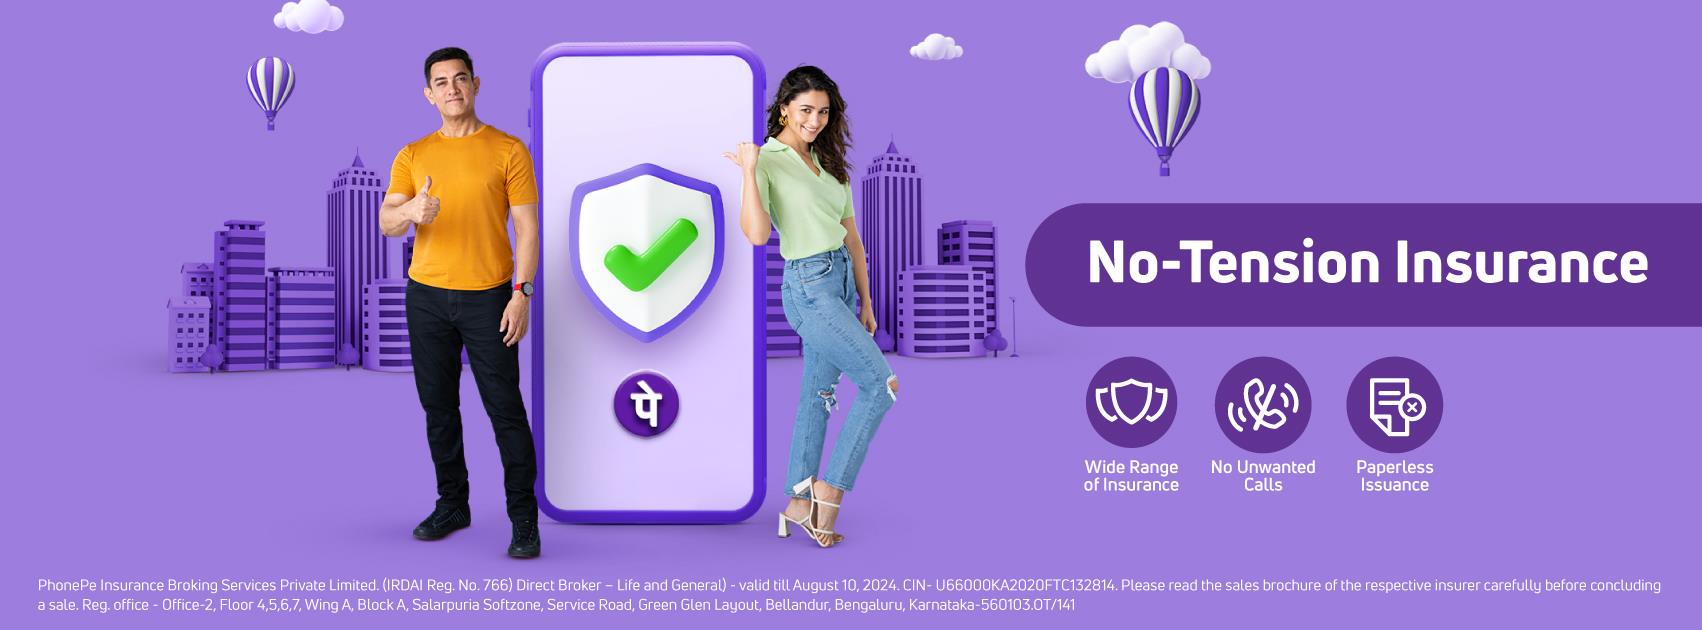 No-Tension Insurance
पे
Wide Range
of Insurance
No Unwanted
Calls
Paperless
Issuance
PhonePe Insurance Broking Services Private Limited. (IRDAI Reg. No. 766) Direct Broker – Life and General) - valid till August 10, 2024. CIN- U66000KA2020FTC132814. Please read the sales brochure of the respective insurer carefully before concluding
a sale. Reg. office - Office-2, Floor 4,5,6,7, Wing A, Block A, Salarpuria Softzone, Service Road, Green Glen Layout, Bellandur, Bengaluru, Karnataka-560103.OT/141